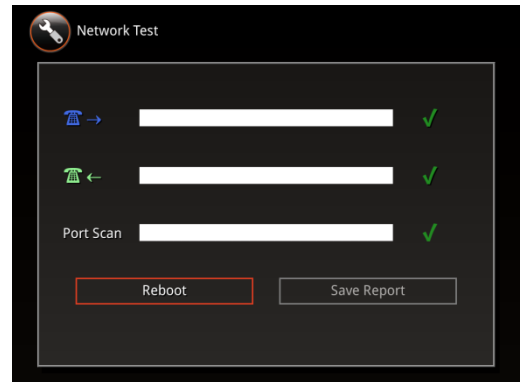 Network Test
☎ →
☎ ←
Port Scan
Reboot
Save Report